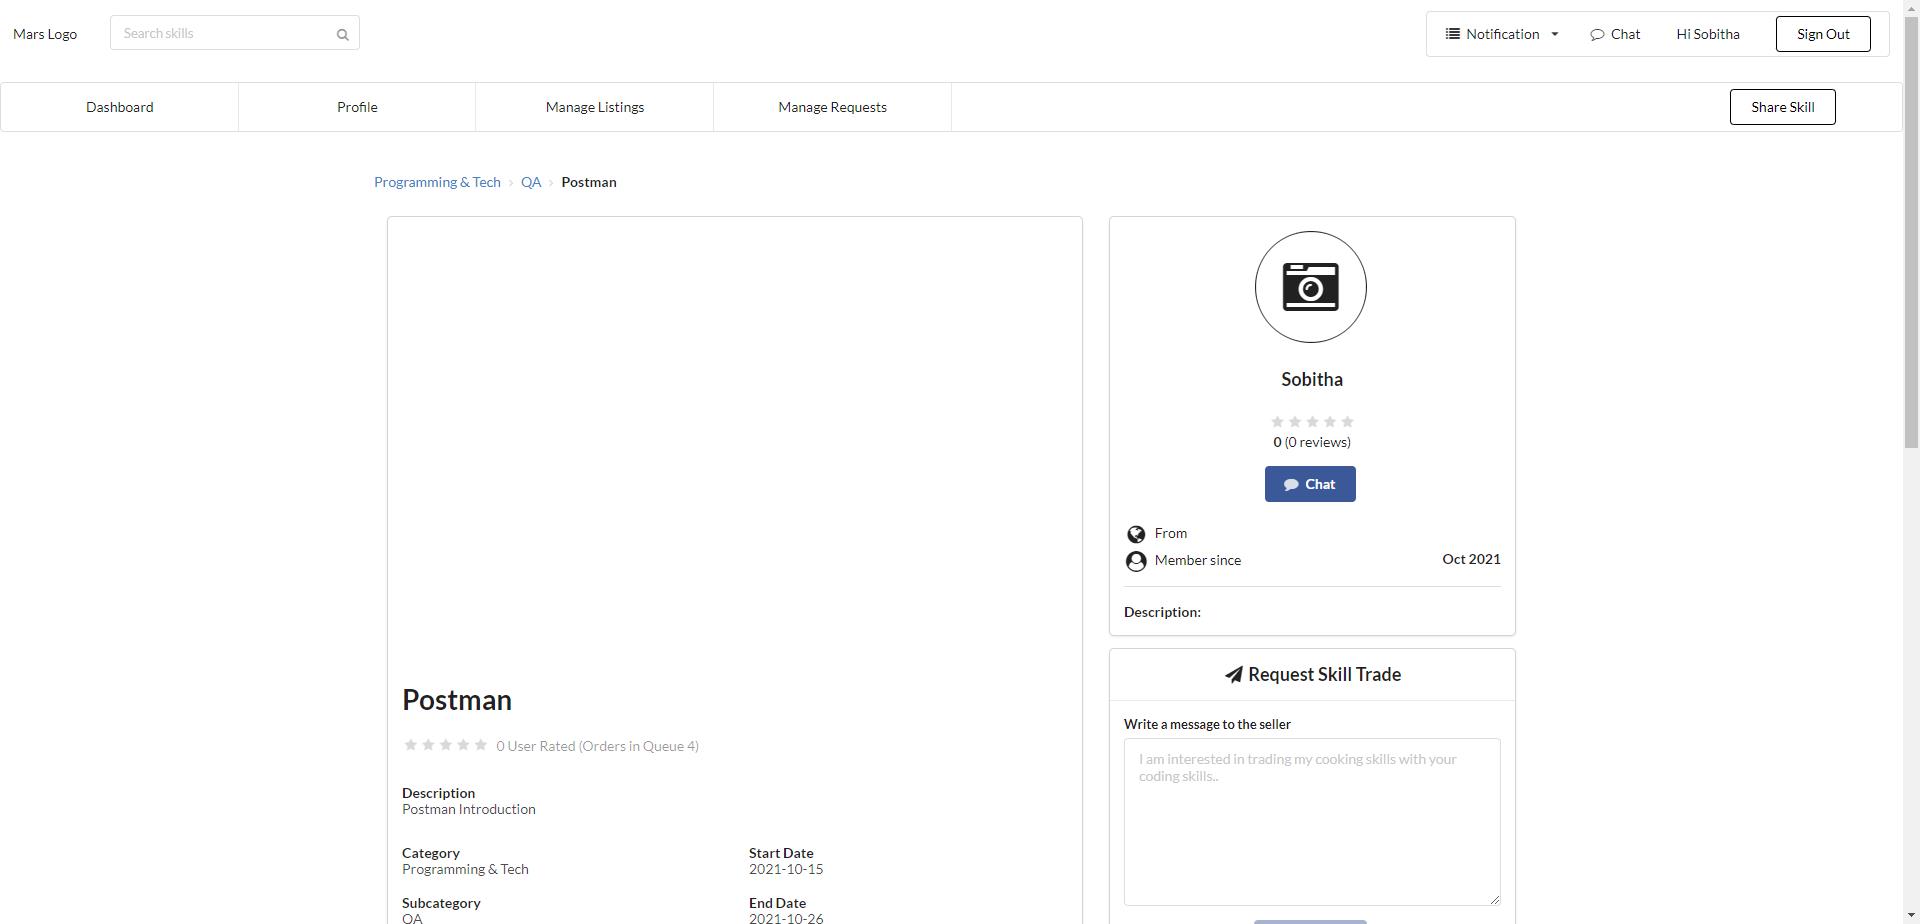 Mars Logo
Search skills
Notification
Chat
Hi Sobitha
Sign Out
Dashboard
Profile
Manage Listings
Manage Requests
Share Skill
Programming & Tech › QA › Postman
Sobitha
0 (0 reviews)
Chat
From
Member since
Oct 2021
Description:
Request Skill Trade
Write a message to the seller
I am interested in trading my cooking skills with your
coding skills..
Postman
0 User Rated (Orders in Queue 4)
Description
Postman Introduction
Category
Programming & Tech
Start Date
2021-10-15
Subcategory
QA
End Date
2021-10-26